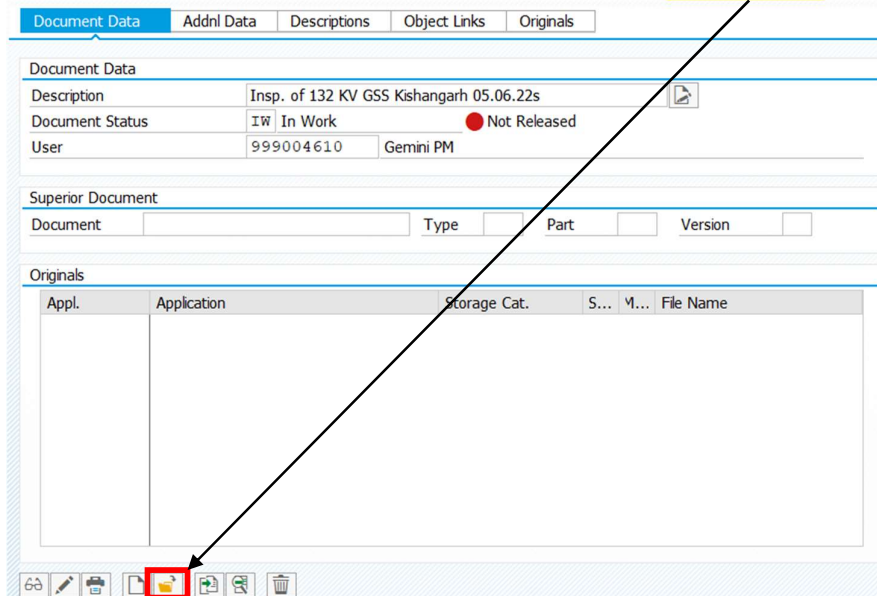 Document Data Addnl Data Descriptions Object Links Originals
Document Data
Description Insp. of 132 KV GSS Kishangarh 05.06.22s
Document Status IW In Work Not Released
User 999004610 Gemini PM
Superior Document
Document Type Part Version
Originals
Appl. Application Storage Cat. S... M... File Name